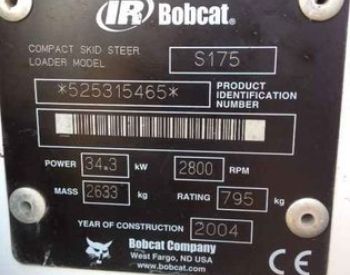 IR Bobcat®
COMPACT SKID STEER
LOADER MODEL S175
*525315465* PRODUCT IDENTIFICATION NUMBER
POWER 34.3 kW 2800 RPM
MASS 2633 kg RATING 795 kg
YEAR OF CONSTRUCTION 2004
Bobcat Company
West Fargo, ND USA
www.bobcat.com
CE